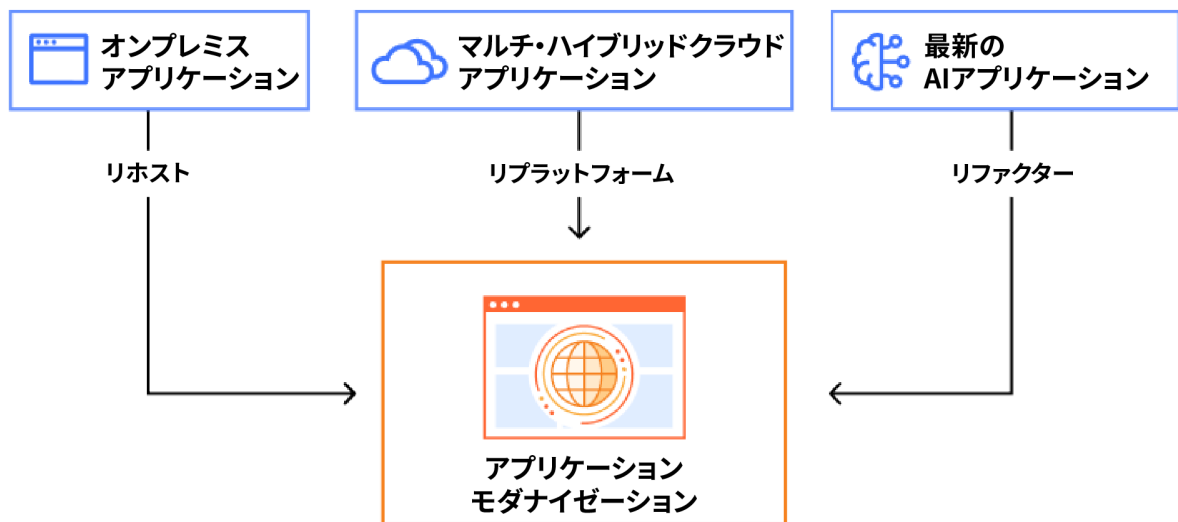 オンプレミス
アプリケーション
マルチ・ハイブリッドクラウド
アプリケーション
最新の
AIアプリケーション
リホスト
リプラットフォーム
リファクター
アプリケーション
モダナイゼーション